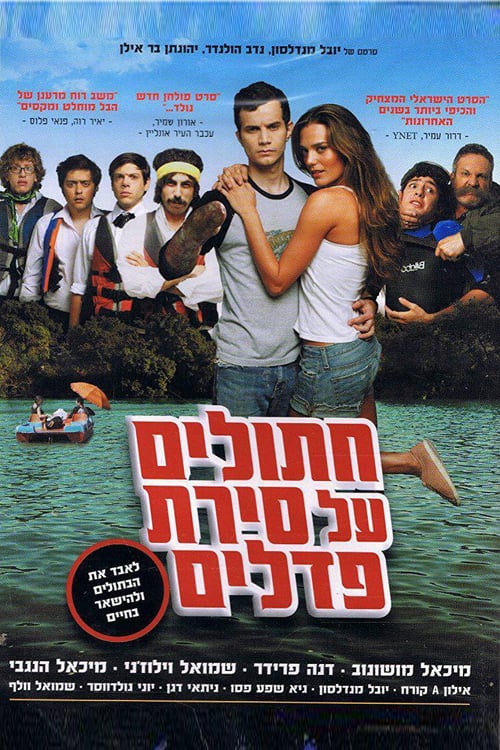 סרטם של יובל מנדלסון, נדב הולנדר, יהונתן בר אילן
"הסרט הישראלי המצחיק
והכיפי ביותר בשנים
האחרונות"
- דרור עמיר, YNET
"סרט פולחן חדש
נולד..."
- אורון שמיר,
עכבר העיר אונליין
"משב רוח מרענן של
הבל מוחלט ומקסים"
- יאיר רוה, פנאי פלוס
Billabo
חתולים
על סירת
פדלים
לאבד את
הבתולים
ולהישאר
בחיים
מיכאל מושונוב · דנה פרידר · שמואל וילוז'ני · מיכאל הנגבי
אילון A קורח · יובל מנדלסון · גיא שפע פסו · ניתאי דגן · יוני גולדווסר · שמואל וולף